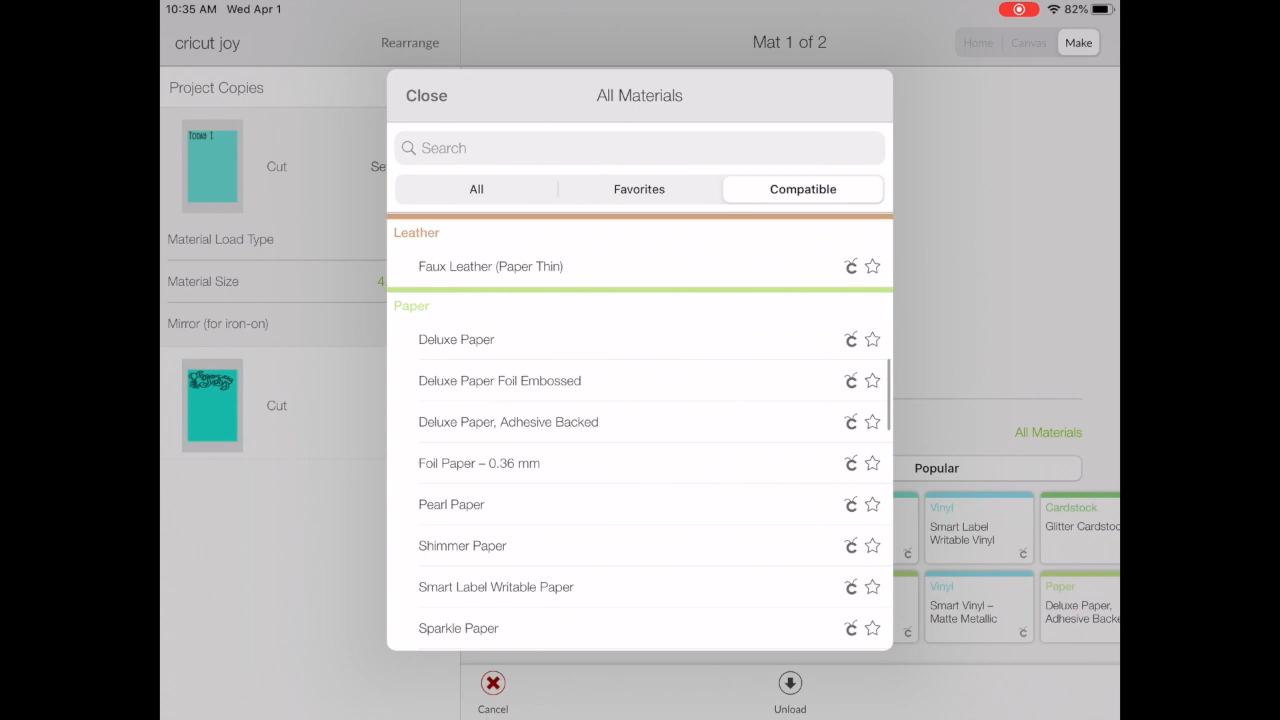 10:35 AM Wed Apr 1
82%
cricut joy
Rearrange
Mat 1 of 2
Home
Canvas
Make
Project Copies
Cut
Se
Material Load Type
Material Size
4
Mirror (for iron-on)
Cut
Close
All Materials
Search
All
Favorites
Compatible
Leather
Faux Leather (Paper Thin)
Paper
Deluxe Paper
Deluxe Paper Foil Embossed
Deluxe Paper, Adhesive Backed
Foil Paper – 0.36 mm
Pearl Paper
Shimmer Paper
Smart Label Writable Paper
Sparkle Paper
All Materials
Popular
Vinyl
Smart Label
Writable Vinyl
Cardstock
Glitter Cardstoc
Vinyl
Smart Vinyl –
Matte Metallic
Paper
Deluxe Paper,
Adhesive Backe
Cancel
Unload